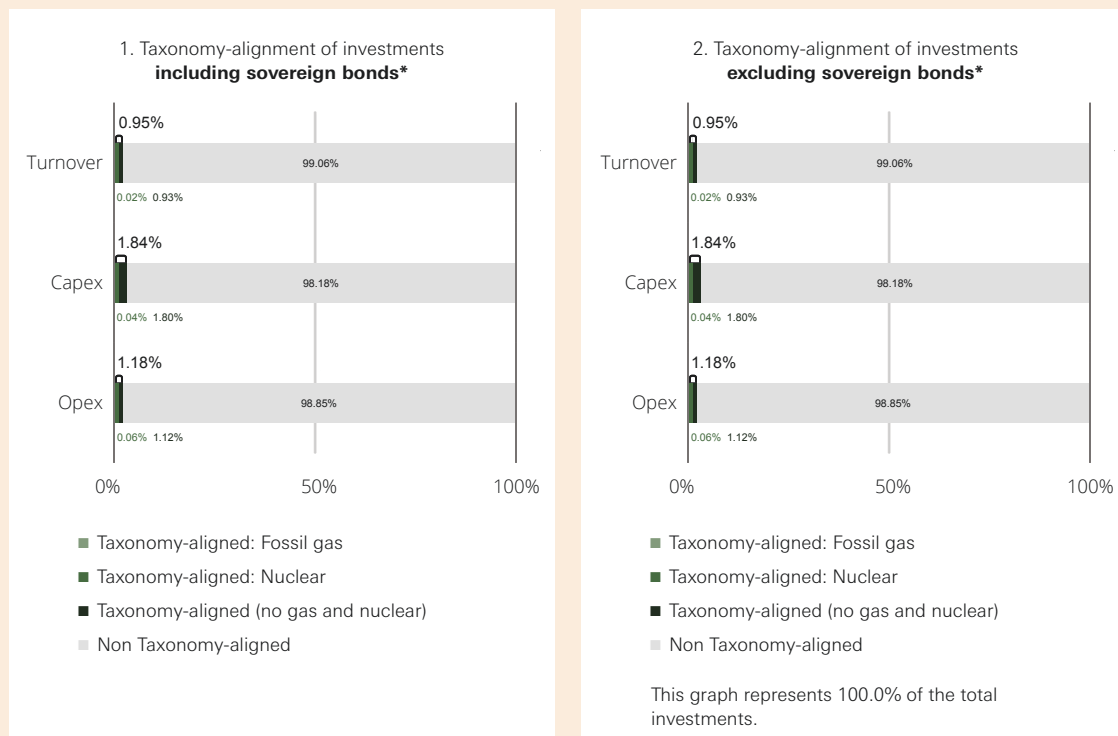 1. Taxonomy-alignment of investments
including sovereign bonds*
0.95%
Turnover
99.06%
0.02% 0.93%
1.84%
Capex
98.18%
0.04% 1.80%
1.18%
Opex
98.85%
0.06% 1.12%
0% 50% 100%
Taxonomy-aligned: Fossil gas
Taxonomy-aligned: Nuclear
Taxonomy-aligned (no gas and nuclear)
Non Taxonomy-aligned
2. Taxonomy-alignment of investments
excluding sovereign bonds*
0.95%
Turnover
99.06%
0.02% 0.93%
1.84%
Capex
98.18%
0.04% 1.80%
1.18%
Opex
98.85%
0.06% 1.12%
0% 50% 100%
Taxonomy-aligned: Fossil gas
Taxonomy-aligned: Nuclear
Taxonomy-aligned (no gas and nuclear)
Non Taxonomy-aligned
This graph represents 100.0% of the total
investments.